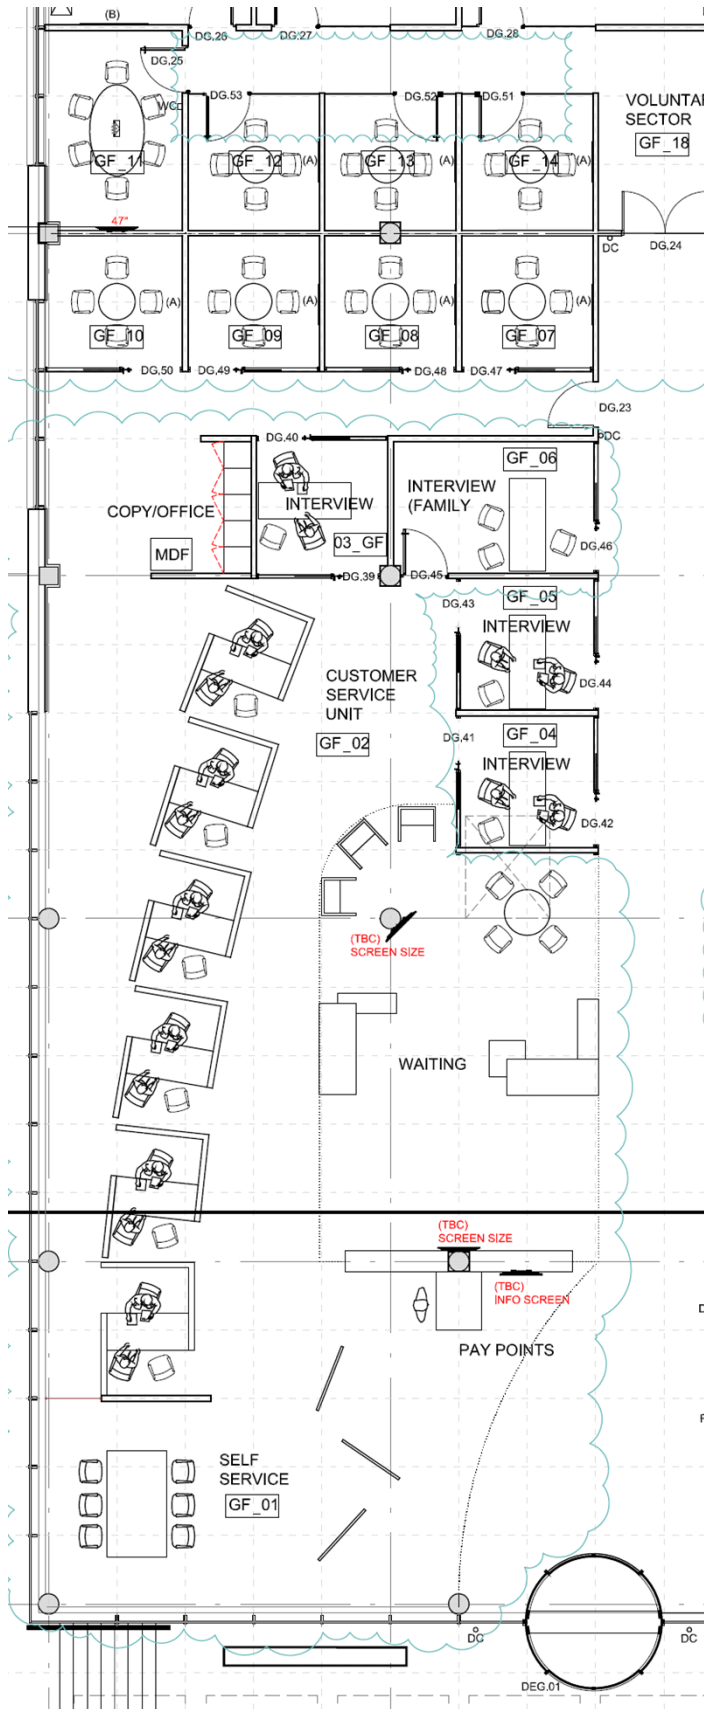 (B)
DG.26
DG.27
DG.28
DG.25
DG.53
DG.52
DG.51
WC
VOLUNTAR
SECTOR
GF_18
GF_11
GF_12
(A)
GF_13
(A)
GF_14
(A)
47"
DC
DG.24
(A)
(A)
(A)
(A)
GF_10
GF_09
GF_08
GF_07
DG.50
DG.49
DG.48
DG.47
DG.23
DC
DG.40
GF_06
INTERVIEW
(FAMILY
INTERVIEW
COPY/OFFICE
03_GF
MDF
DG.46
DG.39
DG.45
GF_05
DG.43
INTERVIEW
CUSTOMER
SERVICE
UNIT
DG.44
GF_02
GF_04
DG.41
INTERVIEW
DG.42
(TBC)
SCREEN SIZE
WAITING
(TBC)
SCREEN SIZE
(TBC)
INFO SCREEN
PAY POINTS
SELF
SERVICE
GF_01
DC
DC
DEG.01